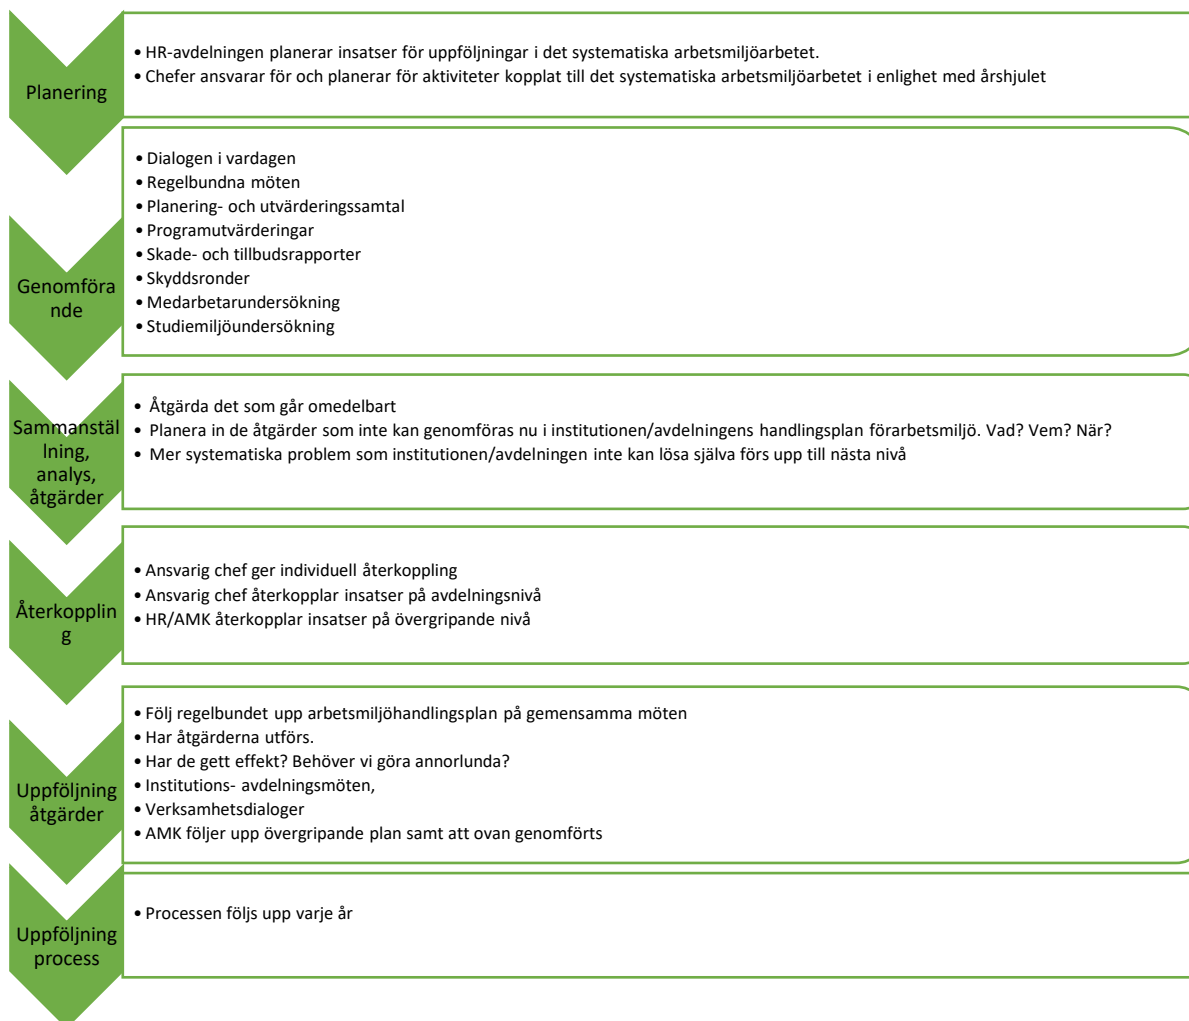 Planering
• HR-avdelningen planerar insatser för uppföljningar i det systematiska arbetsmiljöarbetet.
• Chefer ansvarar för och planerar för aktiviteter kopplat till det systematiska arbetsmiljöarbetet i enlighet med årshjulet
Genomföra
nde
• Dialogen i vardagen
• Regelbundna möten
• Planering- och utvärderingssamtal
• Programutvärderingar
• Skade- och tillbudsrapporter
• Skyddsronder
• Medarbetarundersökning
• Studiemiljöundersökning
Sammanstäl
lning,
analys,
åtgärder
• Åtgärda det som går omedelbart
• Planera in de åtgärder som inte kan genomföras nu i institutionen/avdelningens handlingsplan förarbetsmiljö. Vad? Vem? När?
• Mer systematiska problem som institutionen/avdelningen inte kan lösa själva förs upp till nästa nivå
Återkopplin
g
• Ansvarig chef ger individuell återkoppling
• Ansvarig chef återkopplar insatser på avdelningsnivå
• HR/AMK återkopplar insatser på övergripande nivå
Uppföljning
åtgärder
• Följ regelbundet upp arbetsmiljöhandlingsplan på gemensamma möten
• Har åtgärderna utförs.
• Har de gett effekt? Behöver vi göra annorlunda?
• Institutions- avdelningsmöten,
• Verksamhetsdialoger
• AMK följer upp övergripande plan samt att ovan genomförts
Uppföljning
process
• Processen följs upp varje år